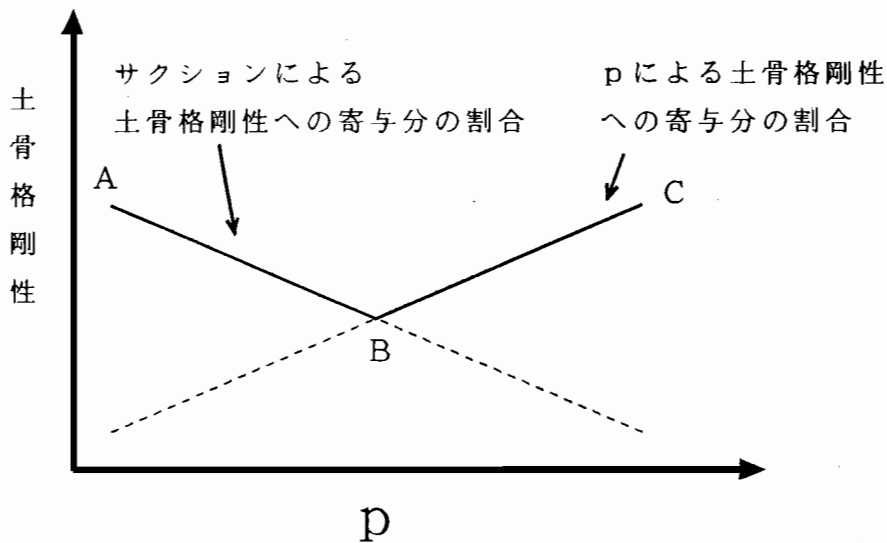 土骨格剛性
サクションによる
土骨格剛性への寄与分の割合
pによる土骨格剛性
への寄与分の割合
A
C
B
p